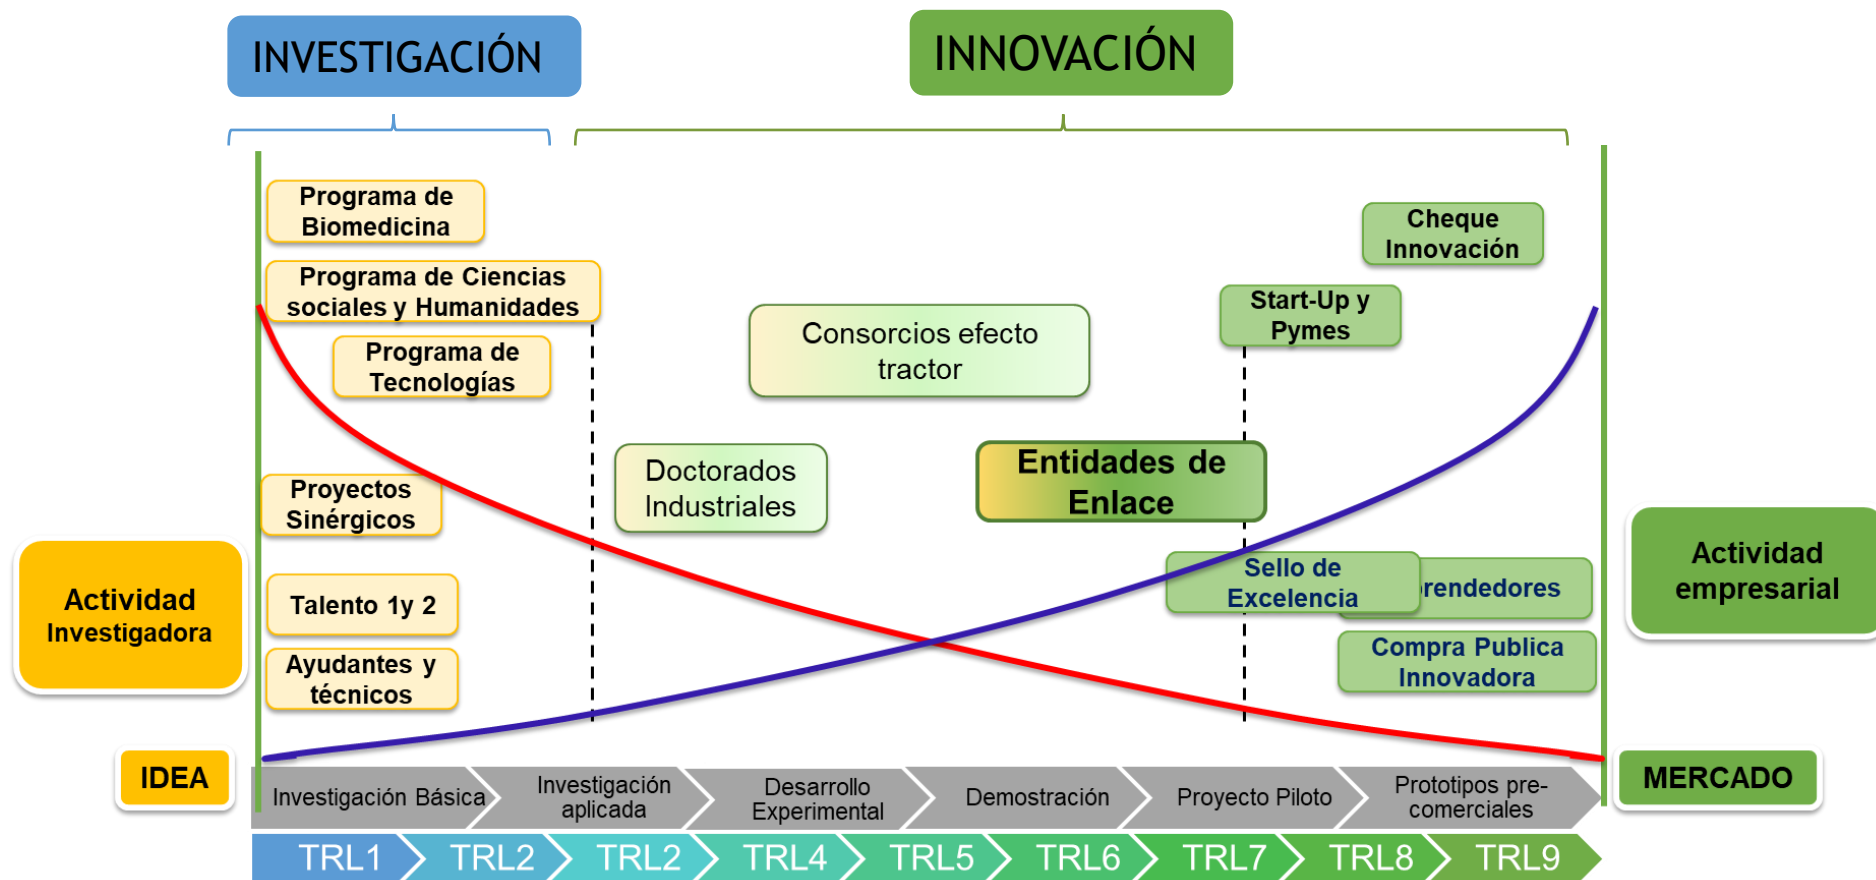 INVESTIGACIÓN
INNOVACIÓN
Programa de
Biomedicina
Cheque
Innovación
Programa de Ciencias
sociales y Humanidades
Start-Up y
Pymes
Consorcios efecto
tractor
Programa de
Tecnologías
Doctorados
Industriales
Entidades de
Enlace
Proyectos
Sinérgicos
Actividad
Investigadora
Talento 1y 2
Ayudantes y
técnicos
Sello de
Excelencia
rendedores
Compra Publica
Innovadora
Actividad
empresarial
IDEA
MERCADO
Investigación Básica
Investigación
aplicada
Desarrollo
Experimental
Demostración
Proyecto Piloto
Prototipos pre-
comerciales
TRL1
TRL2
TRL2
TRL4
TRL5
TRL6
TRL7
TRL8
TRL9